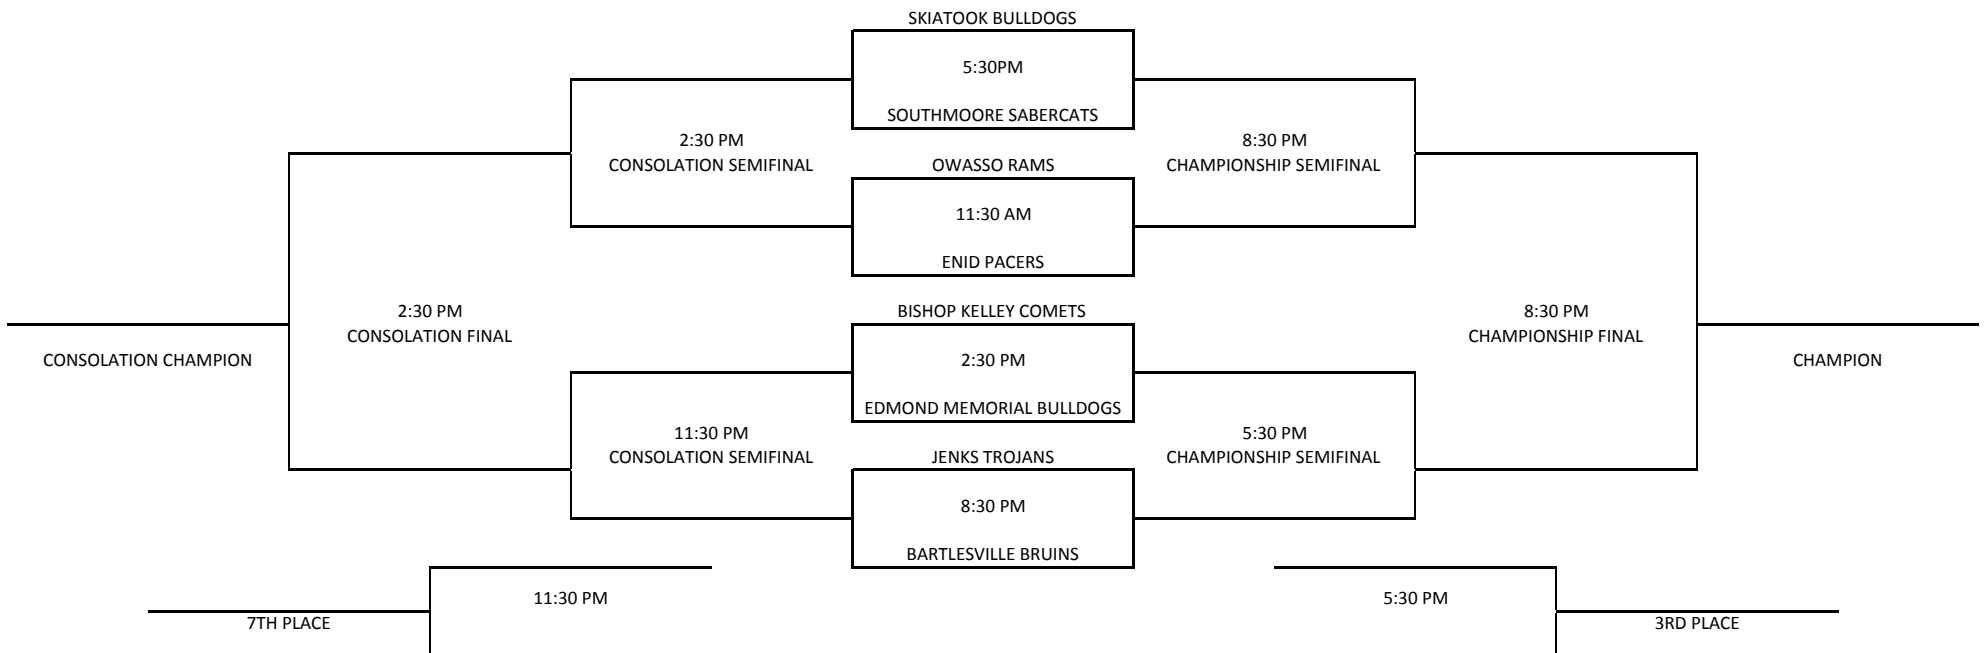 SKIATOOK BULLDOGS
5:30PM
SOUTHMOORE SABERCATS
2:30 PM
CONSOLATION SEMIFINAL
8:30 PM
CHAMPIONSHIP SEMIFINAL
OWASSO RAMS
11:30 AM
ENID PACERS
2:30 PM
CONSOLATION FINAL
BISHOP KELLEY COMETS
8:30 PM
CHAMPIONSHIP FINAL
CONSOLATION CHAMPION
2:30 PM
CHAMPION
EDMOND MEMORIAL BULLDOGS
11:30 PM
CONSOLATION SEMIFINAL
5:30 PM
CHAMPIONSHIP SEMIFINAL
JENKS TROJANS
8:30 PM
BARTLESVILLE BRUINS
11:30 PM
5:30 PM
7TH PLACE
3RD PLACE